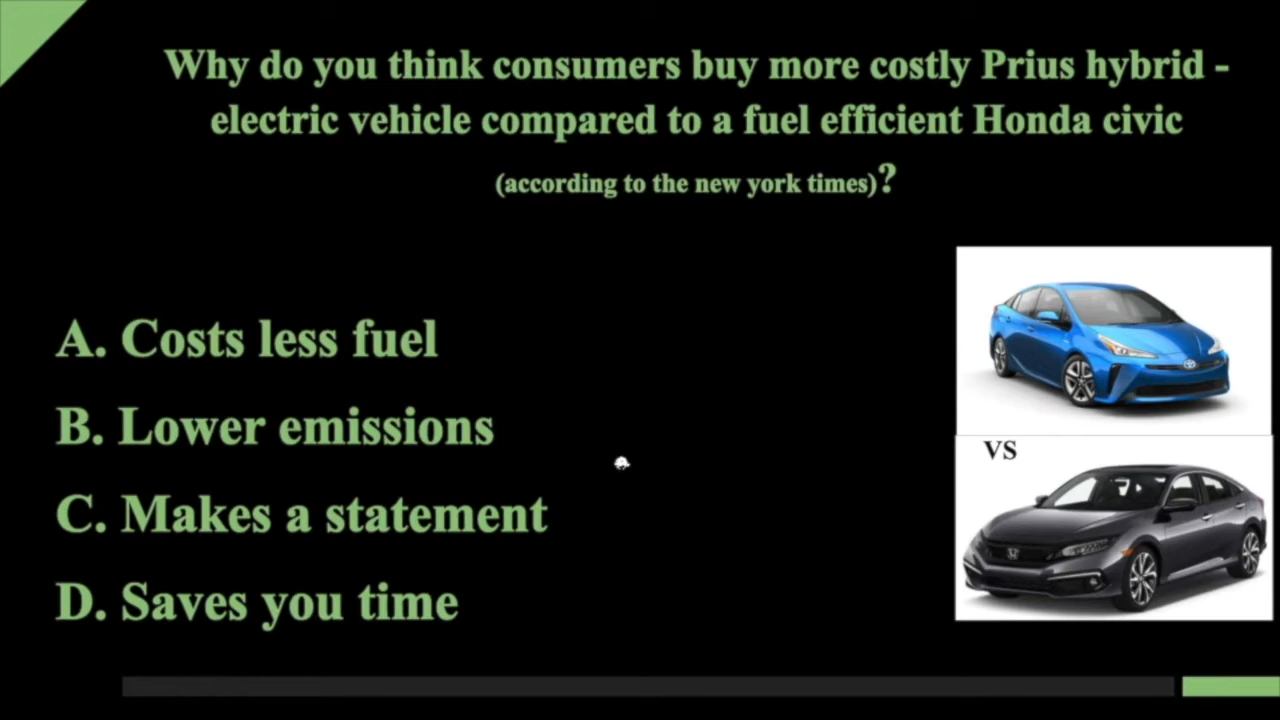 Why do you think consumers buy more costly Prius hybrid -
electric vehicle compared to a fuel efficient Honda civic
(according to the new york times)?
A. Costs less fuel
B. Lower emissions
VS
C. Makes a statement
D. Saves you time